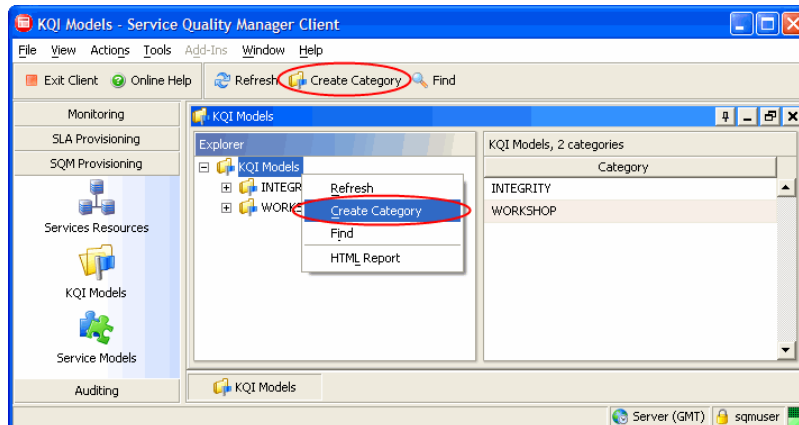 KQI Models - Service Quality Manager Client
File View Actions Tools Add-Ins Window Help
Exit Client Online Help Refresh Create Category Find
Monitoring
SLA Provisioning
SQM Provisioning
Services Resources
KQI Models
Service Models
Auditing
KQI Models
Explorer
KQI Models
INTEGR
WORKS
Refresh
Create Category
Find
HTML Report
KQI Models, 2 categories
Category
INTEGRITY
WORKSHOP
KQI Models
Server (GMT) sqmuser